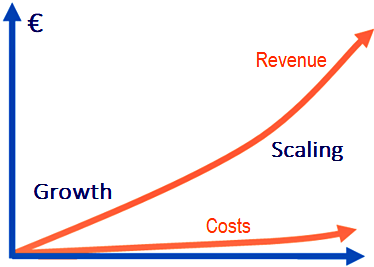 €
Revenue
Scaling
Growth
Costs